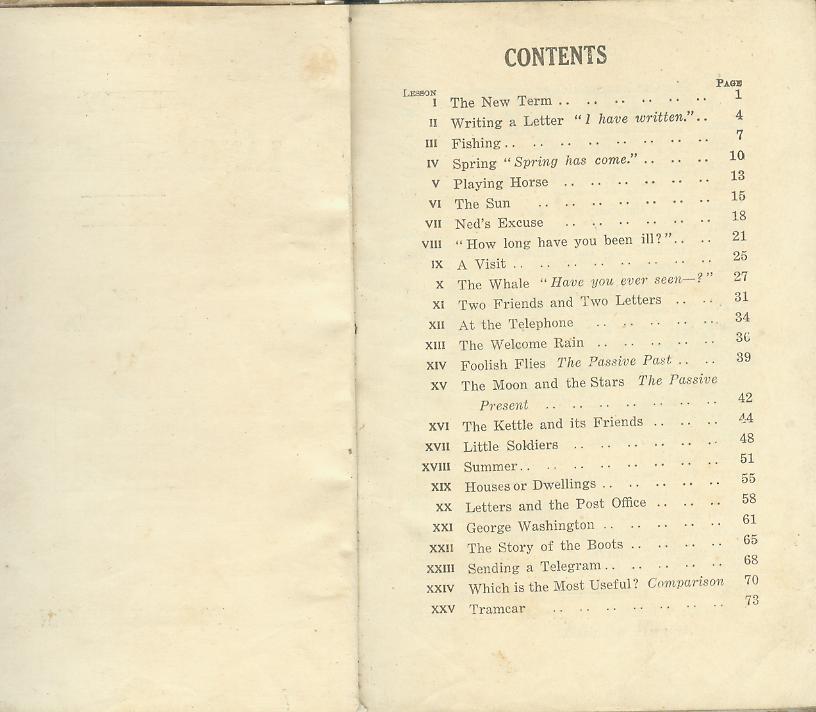 CONTENTS
LESSON PAGE
I The New Term .. .. .. .. .. .. 1
II Writing a Letter "I have written.".. 4
III Fishing.. .. .. .. .. .. .. .. 7
IV Spring "Spring has come.".. .. .. 10
V Playing Horse .. .. .. .. .. .. 13
VI The Sun .. .. .. .. .. .. .. 15
VII Ned's Excuse .. .. .. .. .. .. 18
VIII "How long have you been ill?".. .. 21
IX A Visit .. .. .. .. .. .. .. .. 25
X The Whale "Have you ever seen—?" 27
XI Two Friends and Two Letters .. .. 31
XII At the Telephone .. .. .. .. .. 34
XIII The Welcome Rain .. .. .. .. .. 36
XIV Foolish Flies The Passive Past .. .. 39
XV The Moon and the Stars The Passive
Present .. .. .. .. .. .. .. 42
XVI The Kettle and its Friends .. .. .. 44
XVII Little Soldiers .. .. .. .. .. .. 48
XVIII Summer.. .. .. .. .. .. .. .. 51
XIX Houses or Dwellings .. .. .. .. .. 55
XX Letters and the Post Office .. .. .. 58
XXI George Washington .. .. .. .. .. 61
XXII The Story of the Boots .. .. .. .. 65
XXIII Sending a Telegram.. .. .. .. .. 68
XXIV Which is the Most Useful? Comparison 70
XXV Tramcar .. .. .. .. .. .. .. 73